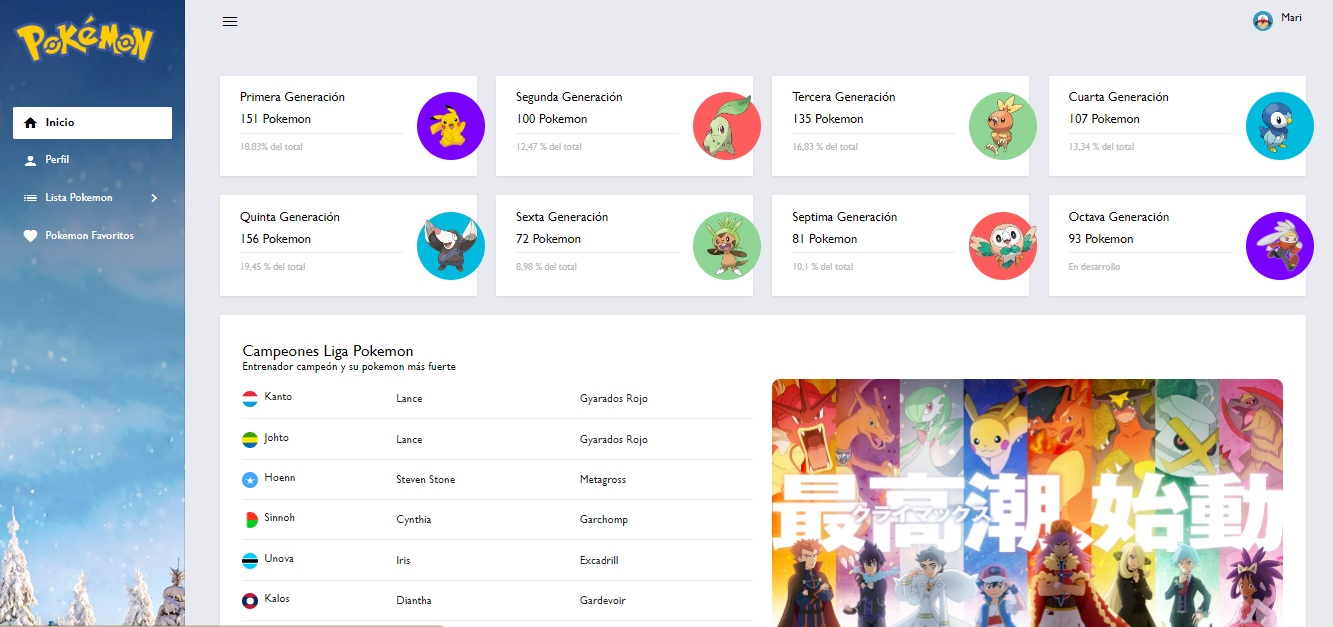 POKéMON
Mari
Inicio
Perfil
Lista Pokemon
Pokemon Favoritos
Primera Generación
151 Pokemon
18.83% del total
Segunda Generación
100 Pokemon
12,47 % del total
Tercera Generación
135 Pokemon
16,83 % del total
Cuarta Generación
107 Pokemon
13,34 % del total
Quinta Generación
156 Pokemon
19,45 % del total
Sexta Generación
72 Pokemon
8,98 % del total
Septima Generación
81 Pokemon
10,1 % del total
Octava Generación
93 Pokemon
En desarrollo
Campeones Liga Pokemon
Entrenador campeón y su pokemon más fuerte
Kanto Lance Gyarados Rojo
Johto Lance Gyarados Rojo
Hoenn Steven Stone Metagross
Sinnoh Cynthia Garchomp
Unova Iris Excadrill
Kalos Diantha Gardevoir
最高潮、始動
クライマックス